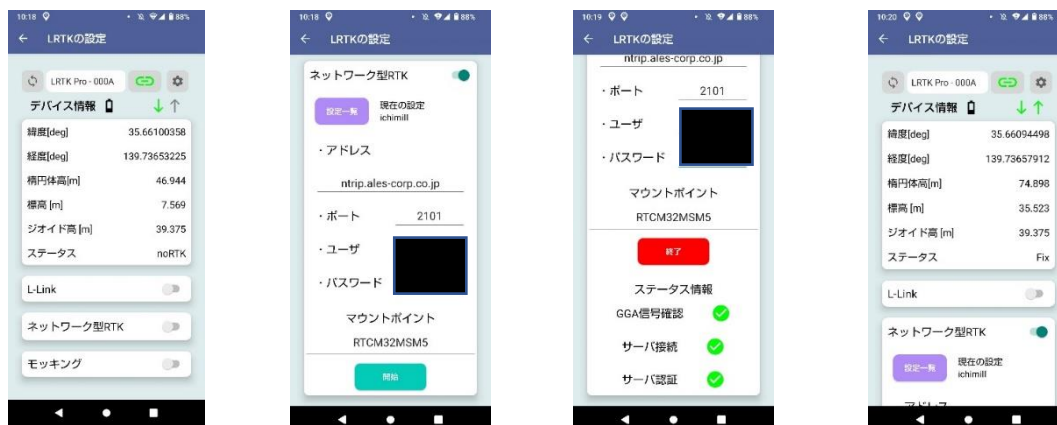 10:18
88%
LRTKの設定
LRTK Pro - 000A
デバイス情報
緯度[deg] 35.66100358
経度[deg] 139.73653225
楕円体高[m] 46.944
標高 [m] 7.569
ジオイド高 [m] 39.375
ステータス noRTK
L-Link
ネットワーク型RTK
モッキング
10:18
88%
LRTKの設定
ネットワーク型RTK
設定一覧
現在の設定
ichimill
・アドレス
ntrip.ales-corp.co.jp
・ポート 2101
・ユーザ
・パスワード
マウントポイント
RTCM32MSM5
開始
10:19
88%
LRTKの設定
ntrip.ales-corp.co.jp
・ポート 2101
・ユーザ
・パスワード
マウントポイント
RTCM32MSM5
終了
ステータス情報
GGA信号確認
サーバ接続
サーバ認証
10:20
88%
LRTKの設定
LRTK Pro - 000A
デバイス情報
緯度[deg] 35.66094498
経度[deg] 139.73657912
楕円体高[m] 74.898
標高 [m] 35.523
ジオイド高 [m] 39.375
ステータス Fix
L-Link
ネットワーク型RTK
設定一覧
現在の設定
ichimill